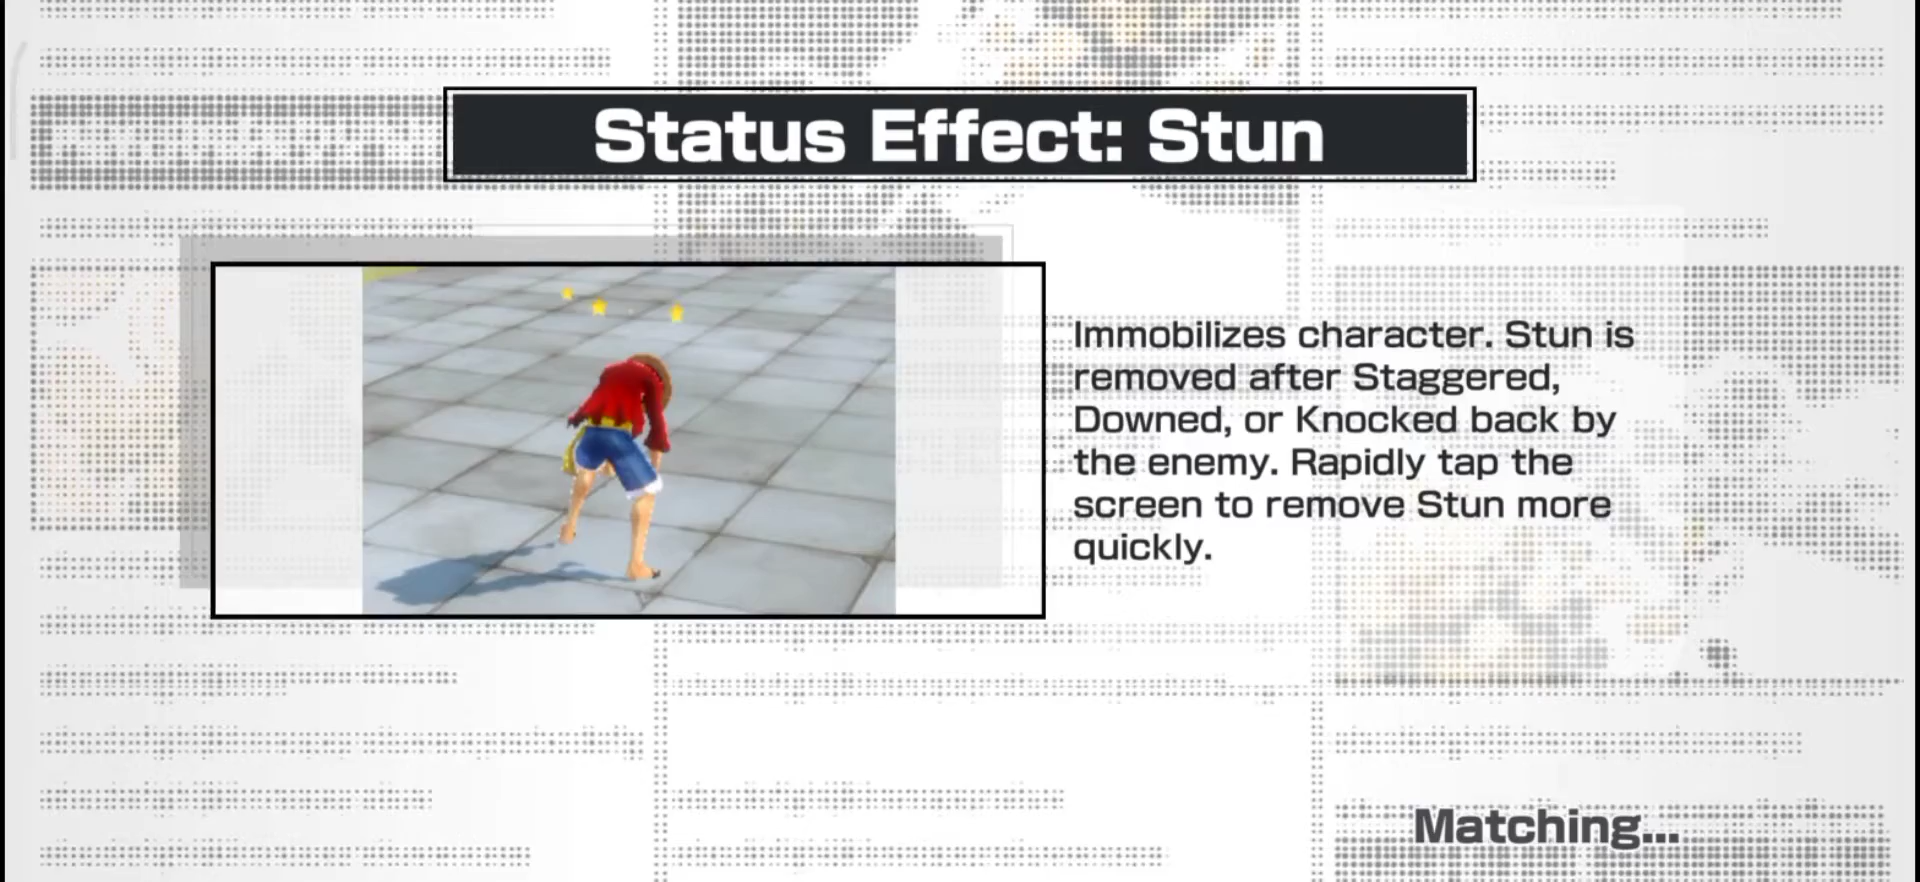 Status Effect: Stun
Immobilizes character. Stun is
removed after Staggered,
Downed, or Knocked back by
the enemy. Rapidly tap the
screen to remove Stun more
quickly.
Matching...